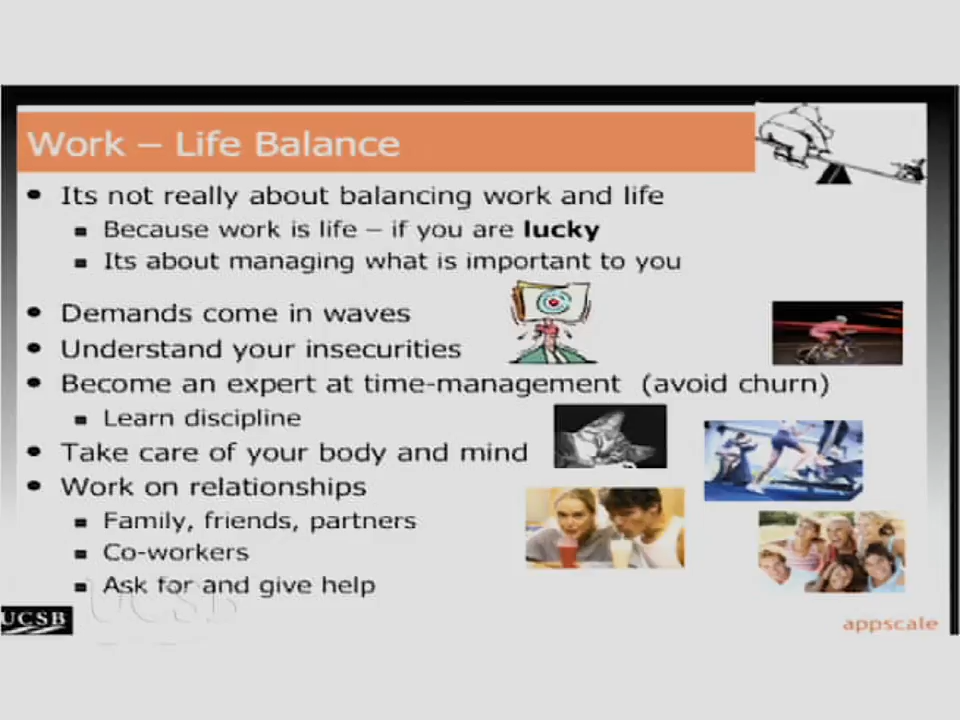 Work – Life Balance
• Its not really about balancing work and life
▪ Because work is life – if you are lucky
▪ Its about managing what is important to you
• Demands come in waves
• Understand your insecurities
• Become an expert at time-management (avoid churn)
▪ Learn discipline
• Take care of your body and mind
• Work on relationships
▪ Family, friends, partners
▪ Co-workers
▪ Ask for and give help
UCSB
UCSB
appscale